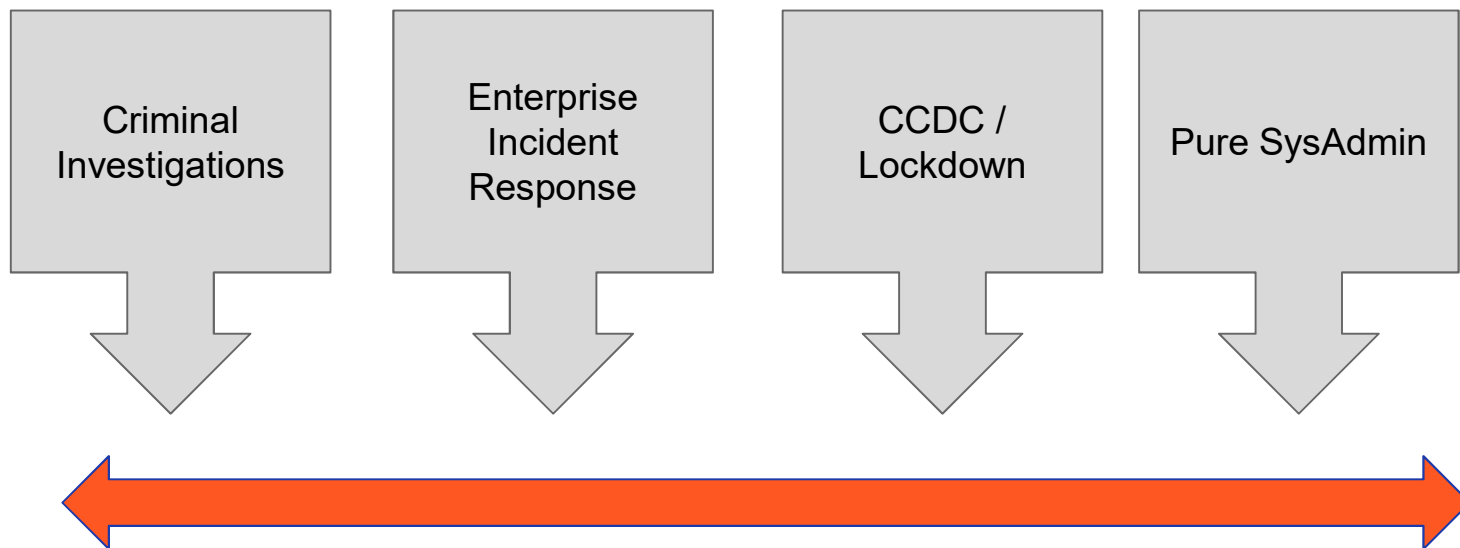 Criminal
Investigations
Enterprise
Incident
Response
CCDC /
Lockdown
Pure SysAdmin